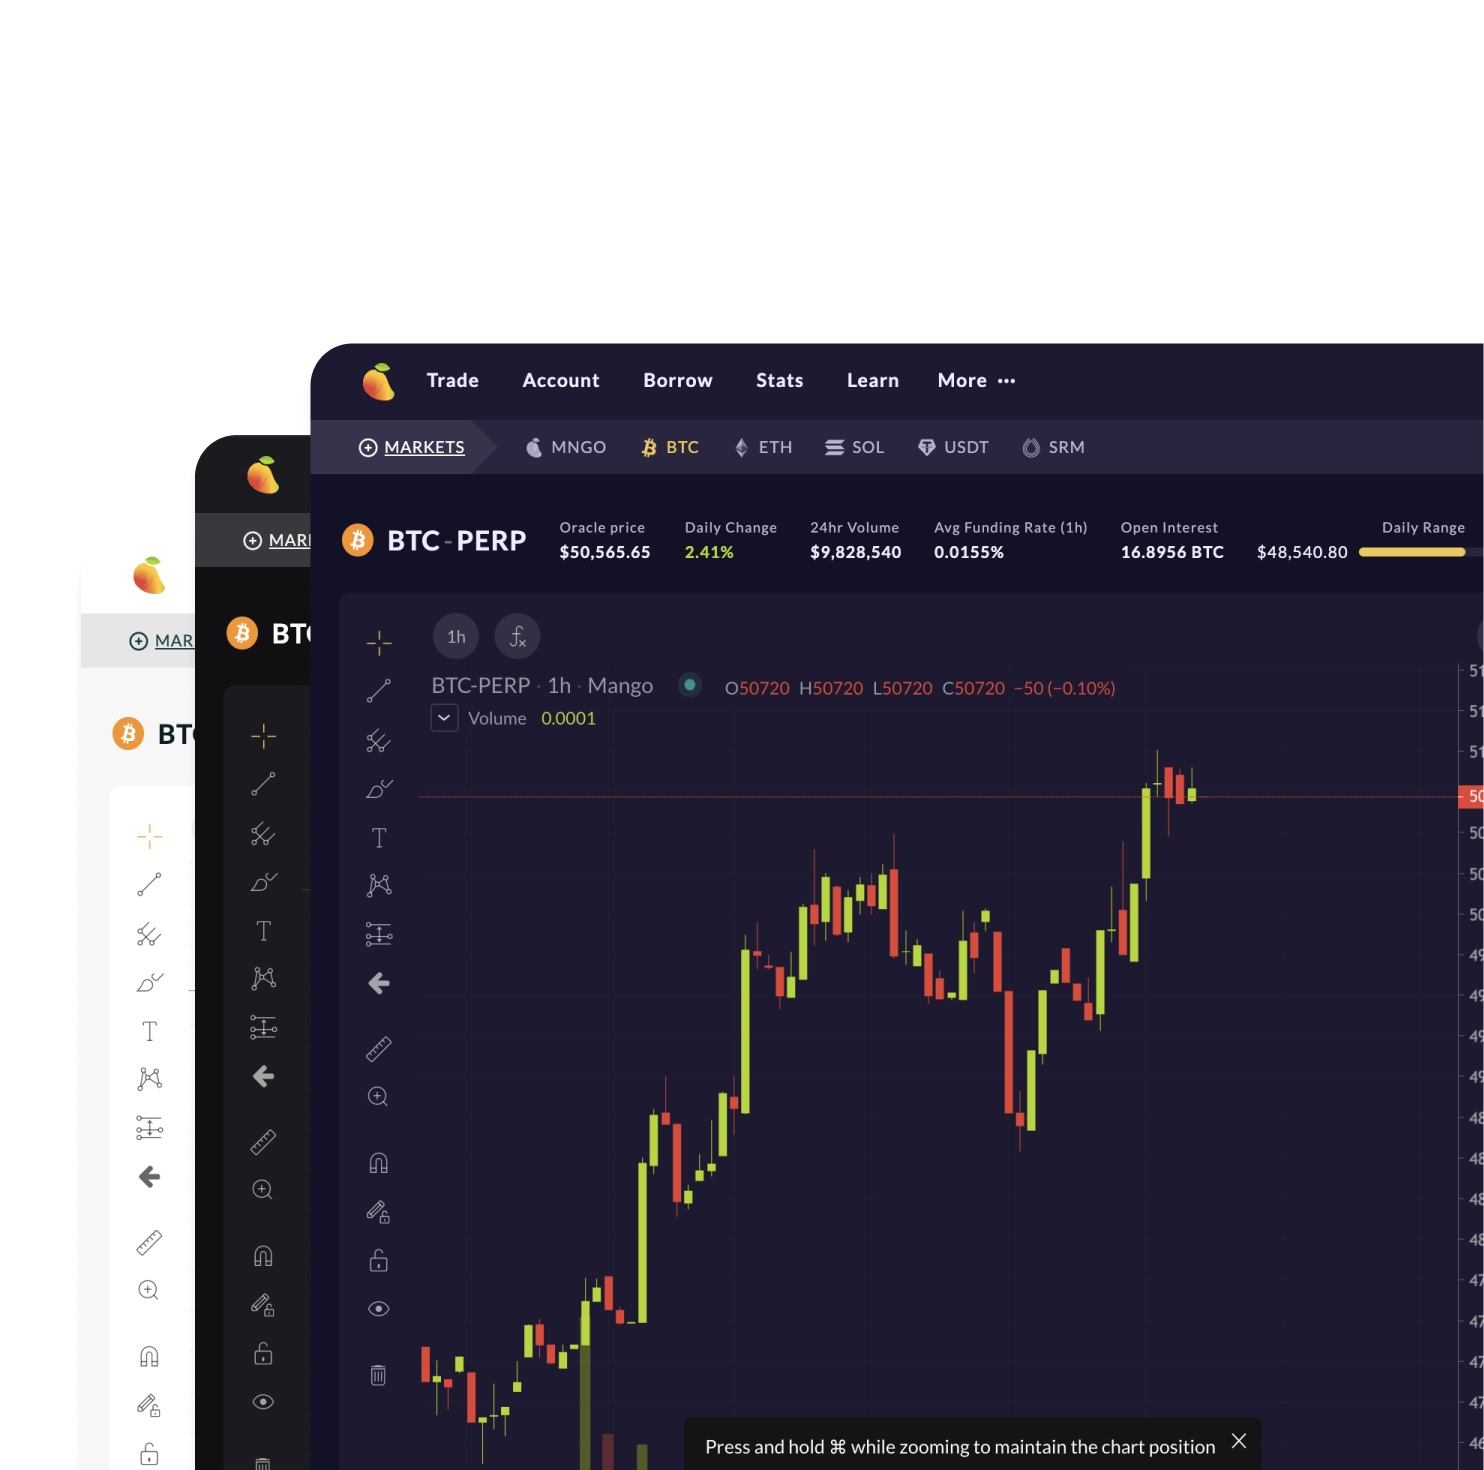 Trade Account Borrow Stats Learn More ···
MARKETS MNGO BTC ETH SOL USDT SRM
BTC-PERP
Oracle price
$50,565.65
Daily Change
2.41%
24hr Volume
$9,828,540
Avg Funding Rate (1h)
0.0155%
Open Interest
16.8956 BTC
Daily Range
$48,540.80
1h
BTC-PERP · 1h · Mango O50720 H50720 L50720 C50720 −50 (−0.10%)
Volume 0.0001
51
51
51
50
50
50
50
49
49
49
49
48
48
48
48
47
47
47
47
46
Press and hold ⌘ while zooming to maintain the chart position
MAR
BT
MAR
BT